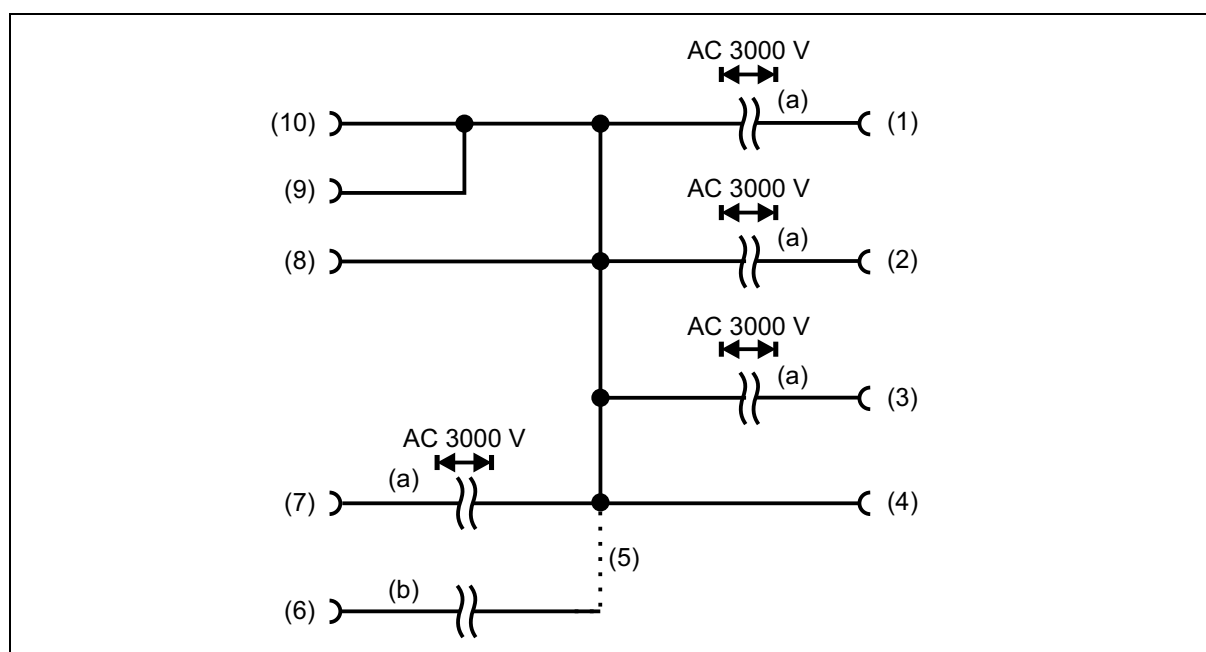 AC 3000 V
(10) (a) (1)
AC 3000 V
(9) (a)
(8) (2)
AC 3000 V
(a) (3)
AC 3000 V
(a)
(7) (4)
(5)
(b)
(6)